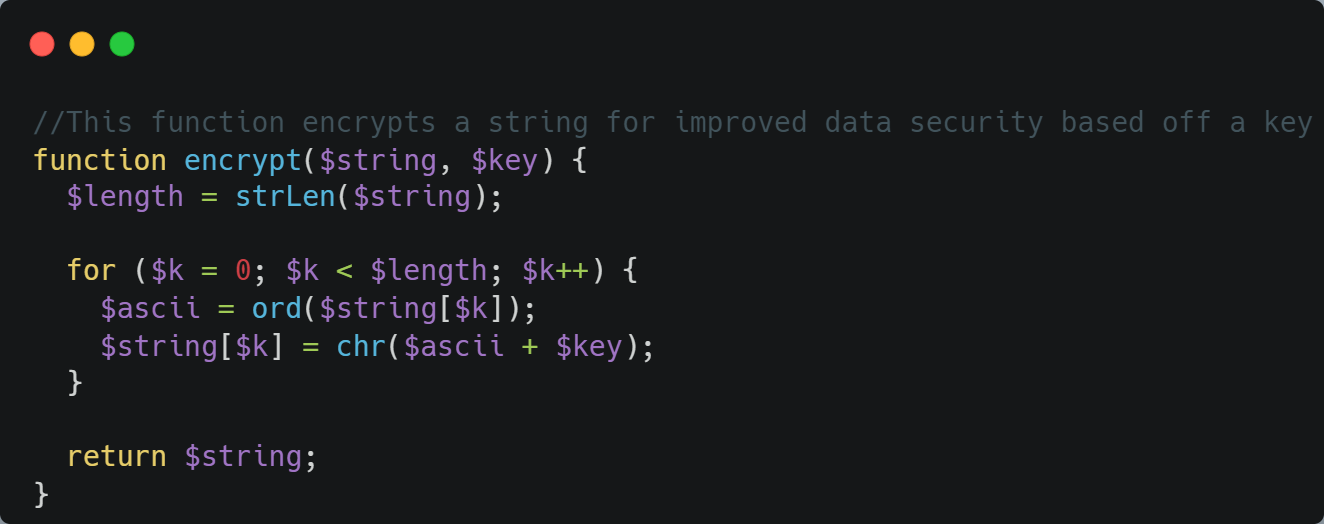 //This function encrypts a string for improved data security based off a key
function encrypt($string, $key) {
  $length = strLen($string);

  for ($k = 0; $k < $length; $k++) {
    $ascii = ord($string[$k]);
    $string[$k] = chr($ascii + $key);
  }

  return $string;
}